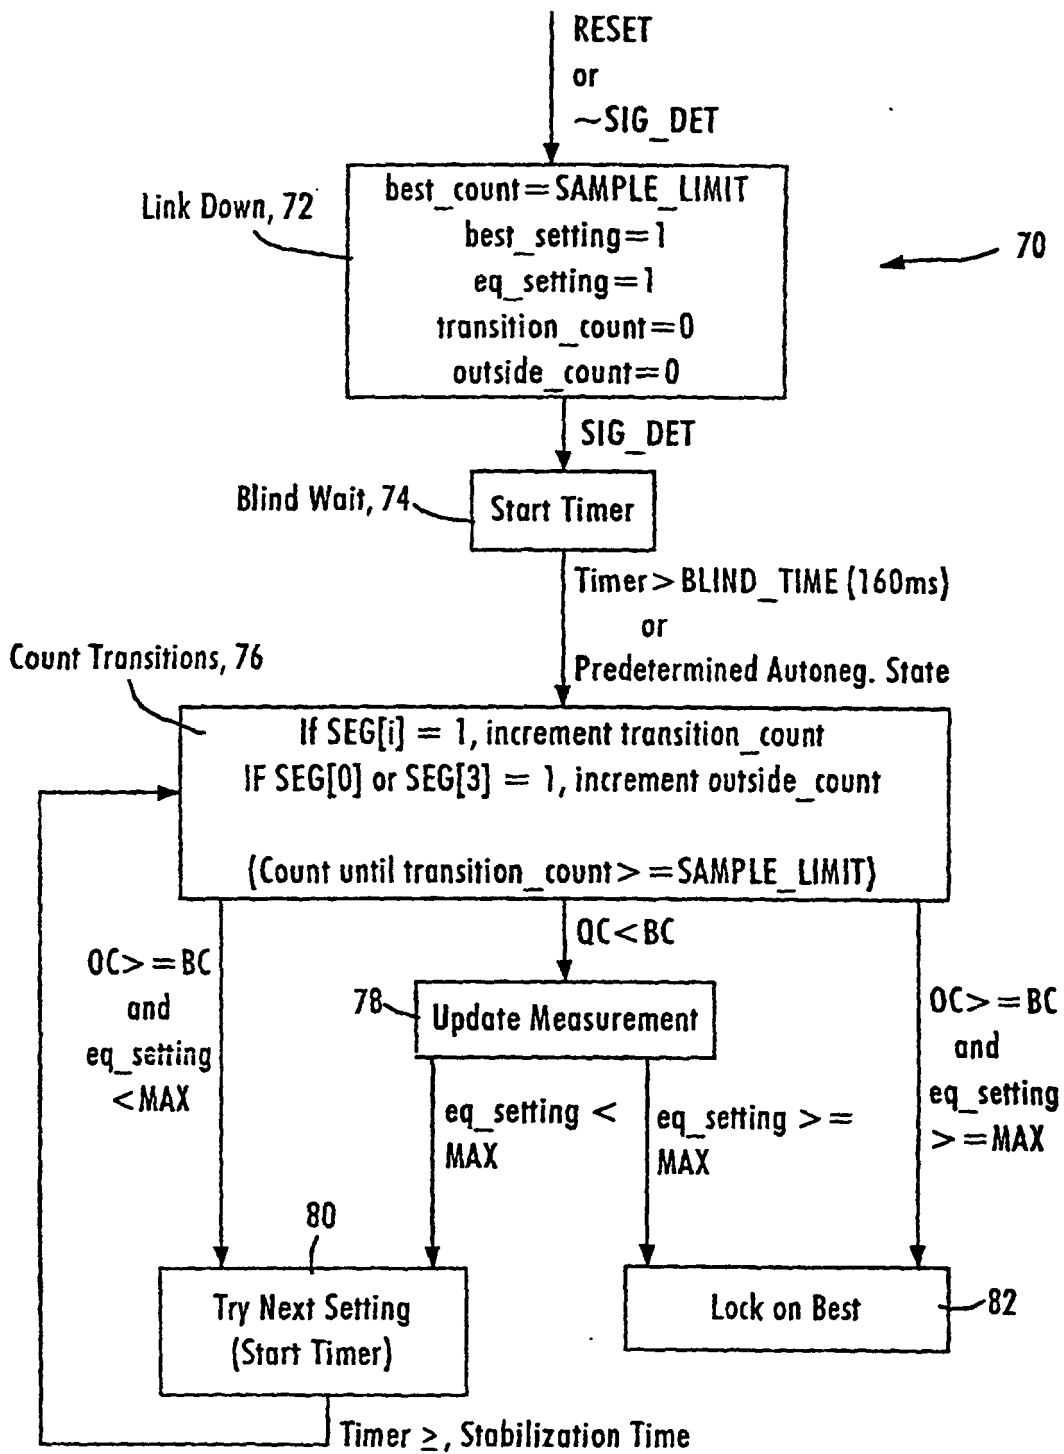 RESET
or
~SIG_DET
Link Down, 72
best_count=SAMPLE_LIMIT
best_setting=1
eq_setting=1
transition_count=0
outside_count=0
70
SIG_DET
Blind Wait, 74
Start Timer
Timer>BLIND_TIME (160ms)
or
Predetermined Autoneg. State
Count Transitions, 76
If SEG[i] = 1, increment transition_count
IF SEG[0] or SEG[3] = 1, increment outside_count
(Count until transition_count>=SAMPLE_LIMIT)
OC>=BC
and
eq_setting
<MAX
OC<BC
78
Update Measurement
OC>=BC
and
eq_setting
>=MAX
eq_setting <
MAX
eq_setting >=
MAX
80
Try Next Setting
(Start Timer)
Lock on Best
82
Timer ≥, Stabilization Time